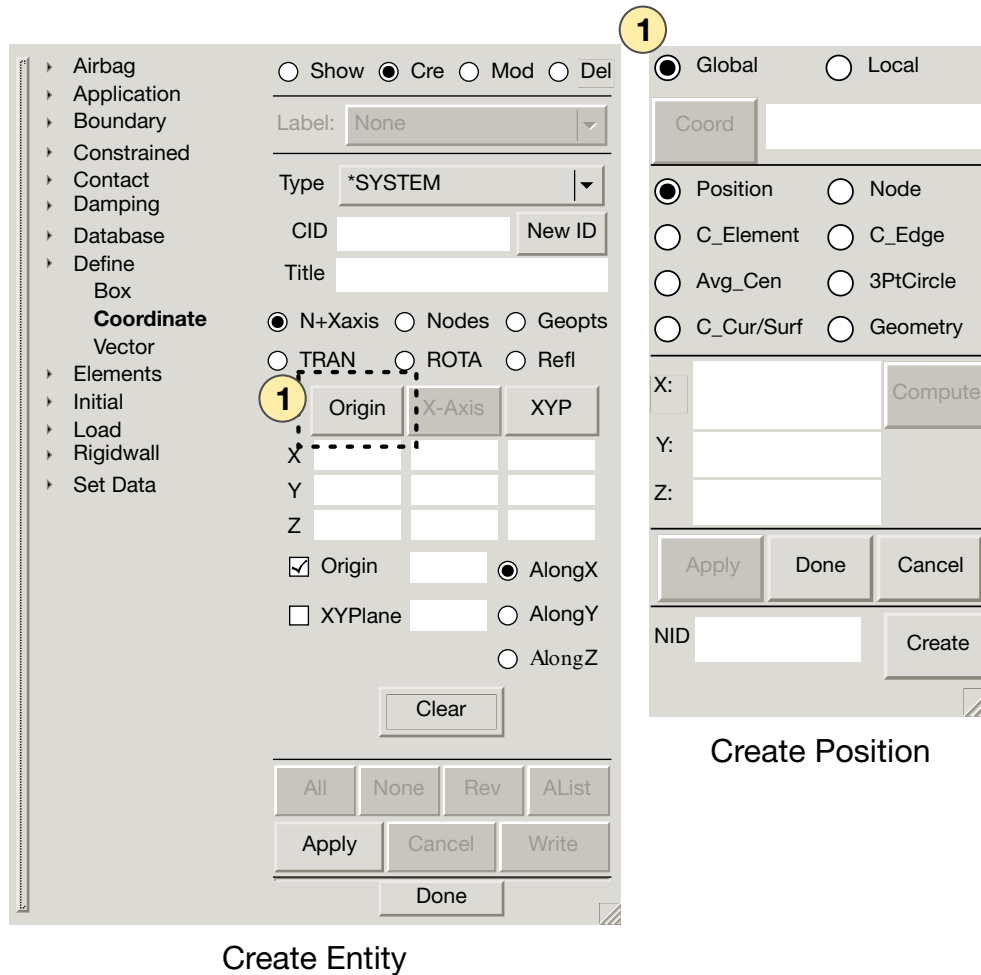 1
Airbag
Application
Boundary
Constrained
Contact
Damping
Database
Define
Box
Coordinate
Vector
Elements
Initial
Load
Rigidwall
Set Data
Show Cre Mod Del
Label: None
Type *SYSTEM
CID New ID
Title
N+Xaxis Nodes Geopts
TRAN ROTA Refl
1 Origin X-Axis XYP
X
Y
Z
Origin AlongX
XYPlane AlongY
AlongZ
Clear
All None Rev AList
Apply Cancel Write
Done
Create Entity
Global Local
Coord
Position Node
C_Element C_Edge
Avg_Cen 3PtCircle
C_Cur/Surf Geometry
X: Compute
Y:
Z:
Apply Done Cancel
NID Create
Create Position